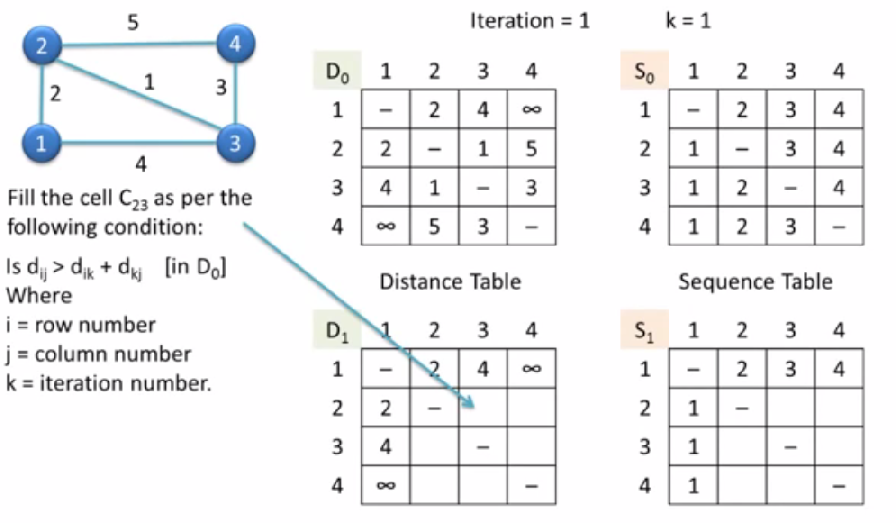 Iteration = 1 k = 1
5
2 4
2 1 3
1 3
4
D₀ 1 2 3 4
1 – 2 4 ∞
2 2 – 1 5
3 4 1 – 3
4 ∞ 5 3 –
S₀ 1 2 3 4
1 – 2 3 4
2 1 – 3 4
3 1 2 – 4
4 1 2 3 –
Fill the cell C₂₃ as per the
following condition:
Is dᵢⱼ > dᵢₖ + dₖⱼ [in D₀]
Where
i = row number
j = column number
k = iteration number.
Distance Table
Sequence Table
D₁ 1 2 3 4
1 – 2 4 ∞
2 2 –
3 4 –
4 ∞ –
S₁ 1 2 3 4
1 – 2 3 4
2 1 –
3 1 –
4 1 –